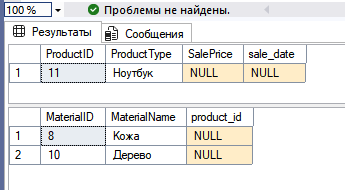 100 %
Проблемы не найдены.
Результаты Сообщения
ProductID ProductType SalePrice sale_date
1 11 Ноутбук NULL NULL
MaterialID MaterialName product_id
1 8 Кожа NULL
2 10 Дерево NULL